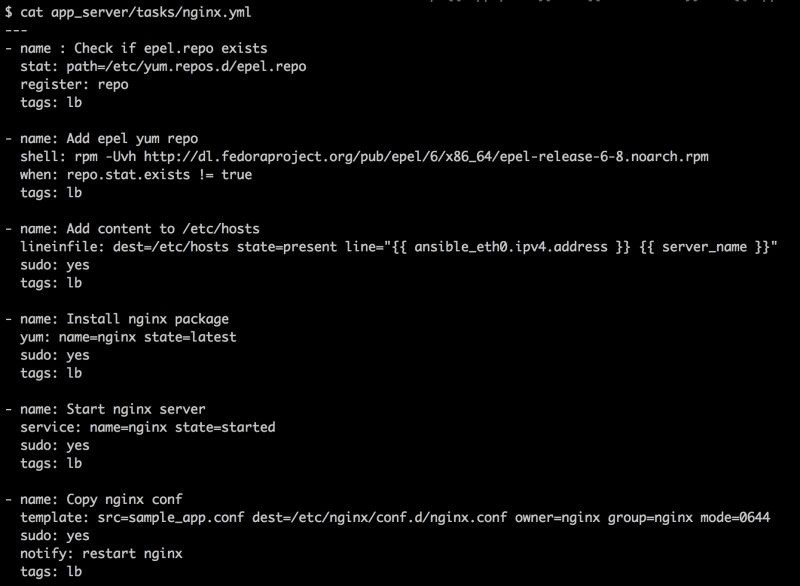 $ cat app_server/tasks/nginx.yml
---
- name : Check if epel.repo exists
  stat: path=/etc/yum.repos.d/epel.repo
  register: repo
  tags: lb

- name: Add epel yum repo
  shell: rpm -Uvh http://dl.fedoraproject.org/pub/epel/6/x86_64/epel-release-6-8.noarch.rpm
  when: repo.stat.exists != true
  tags: lb

- name: Add content to /etc/hosts
  lineinfile: dest=/etc/hosts state=present line="{{ ansible_eth0.ipv4.address }} {{ server_name }}"
  sudo: yes
  tags: lb

- name: Install nginx package
  yum: name=nginx state=latest
  sudo: yes
  tags: lb

- name: Start nginx server
  service: name=nginx state=started
  sudo: yes
  tags: lb

- name: Copy nginx conf
  template: src=sample_app.conf dest=/etc/nginx/conf.d/nginx.conf owner=nginx group=nginx mode=0644
  sudo: yes
  notify: restart nginx
  tags: lb